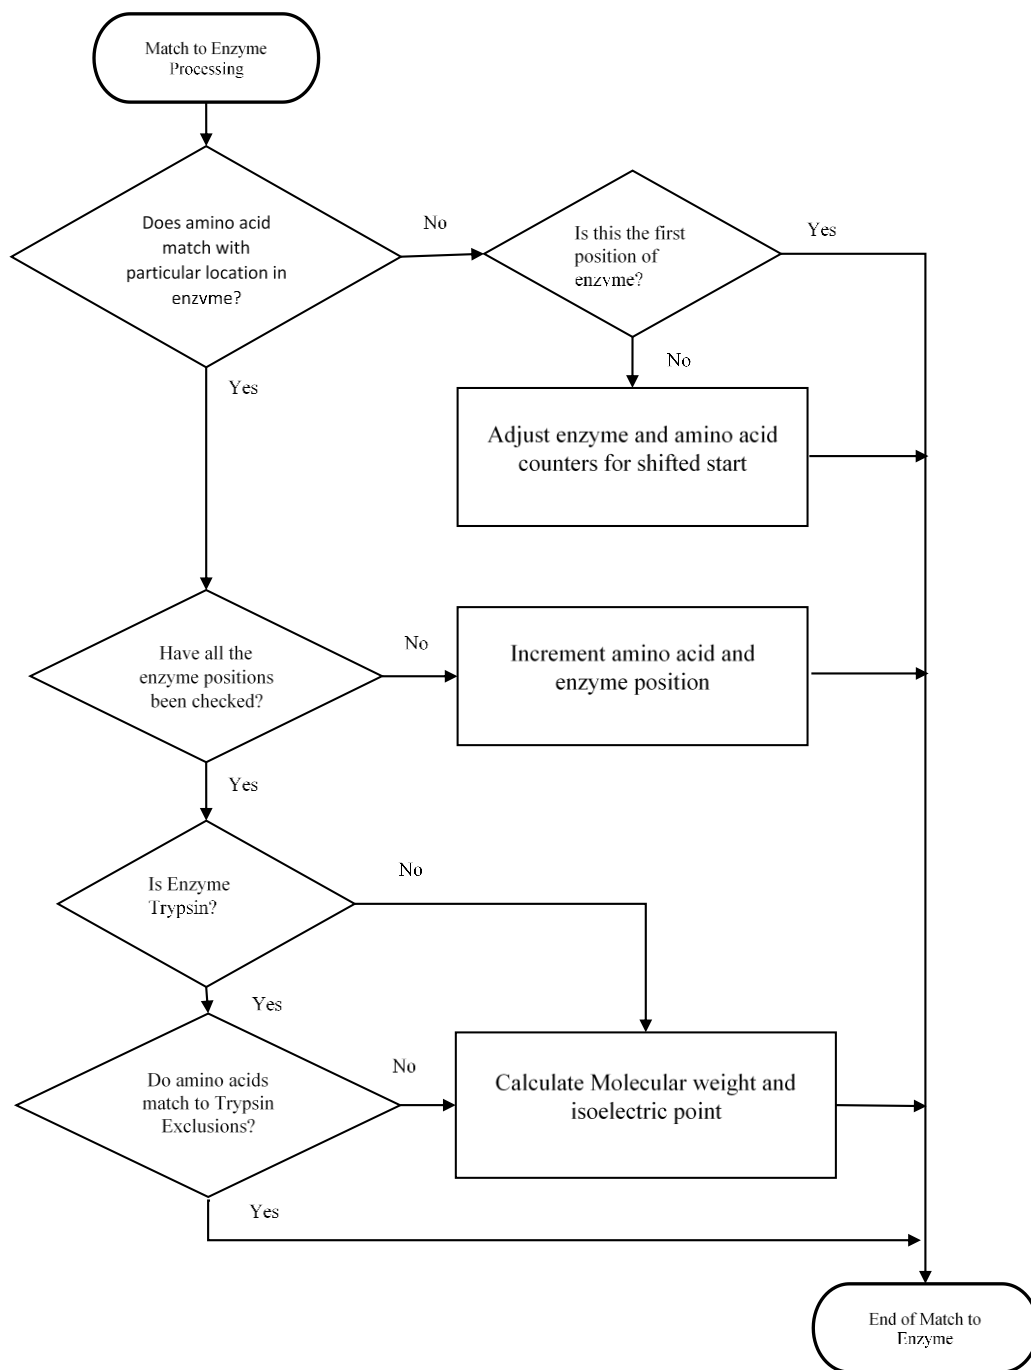 Match to Enzyme
Processing
Does amino acid
match with
particular location in
enzyme?
No
Is this the first
position of
enzyme?
Yes
No
Yes
Adjust enzyme and amino acid
counters for shifted start
Have all the
enzyme positions
been checked?
No
Increment amino acid and
enzyme position
Yes
Is Enzyme
Trypsin?
No
Yes
Do amino acids
match to Trypsin
Exclusions?
No
Calculate Molecular weight and
isoelectric point
Yes
End of Match to
Enzyme